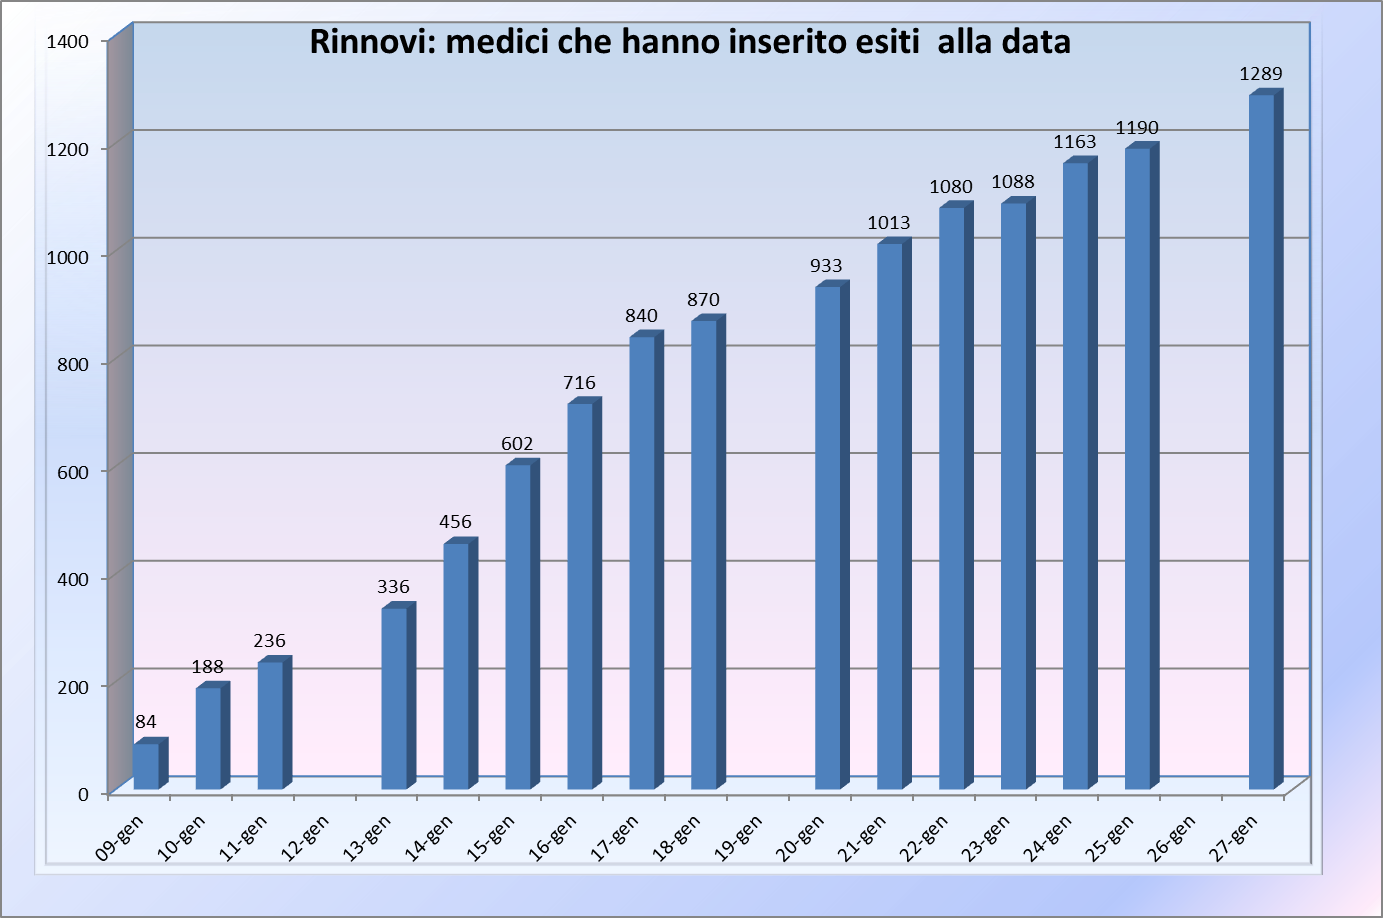 Rinnovi: medici che hanno inserito esiti  alla data
1400
1200
1000
800
600
400
200
0
84
188
236
336
456
602
716
840
870
933
1013
1080
1088
1163
1190
1289
09-gen
10-gen
11-gen
12-gen
13-gen
14-gen
15-gen
16-gen
17-gen
18-gen
19-gen
20-gen
21-gen
22-gen
23-gen
24-gen
25-gen
26-gen
27-gen